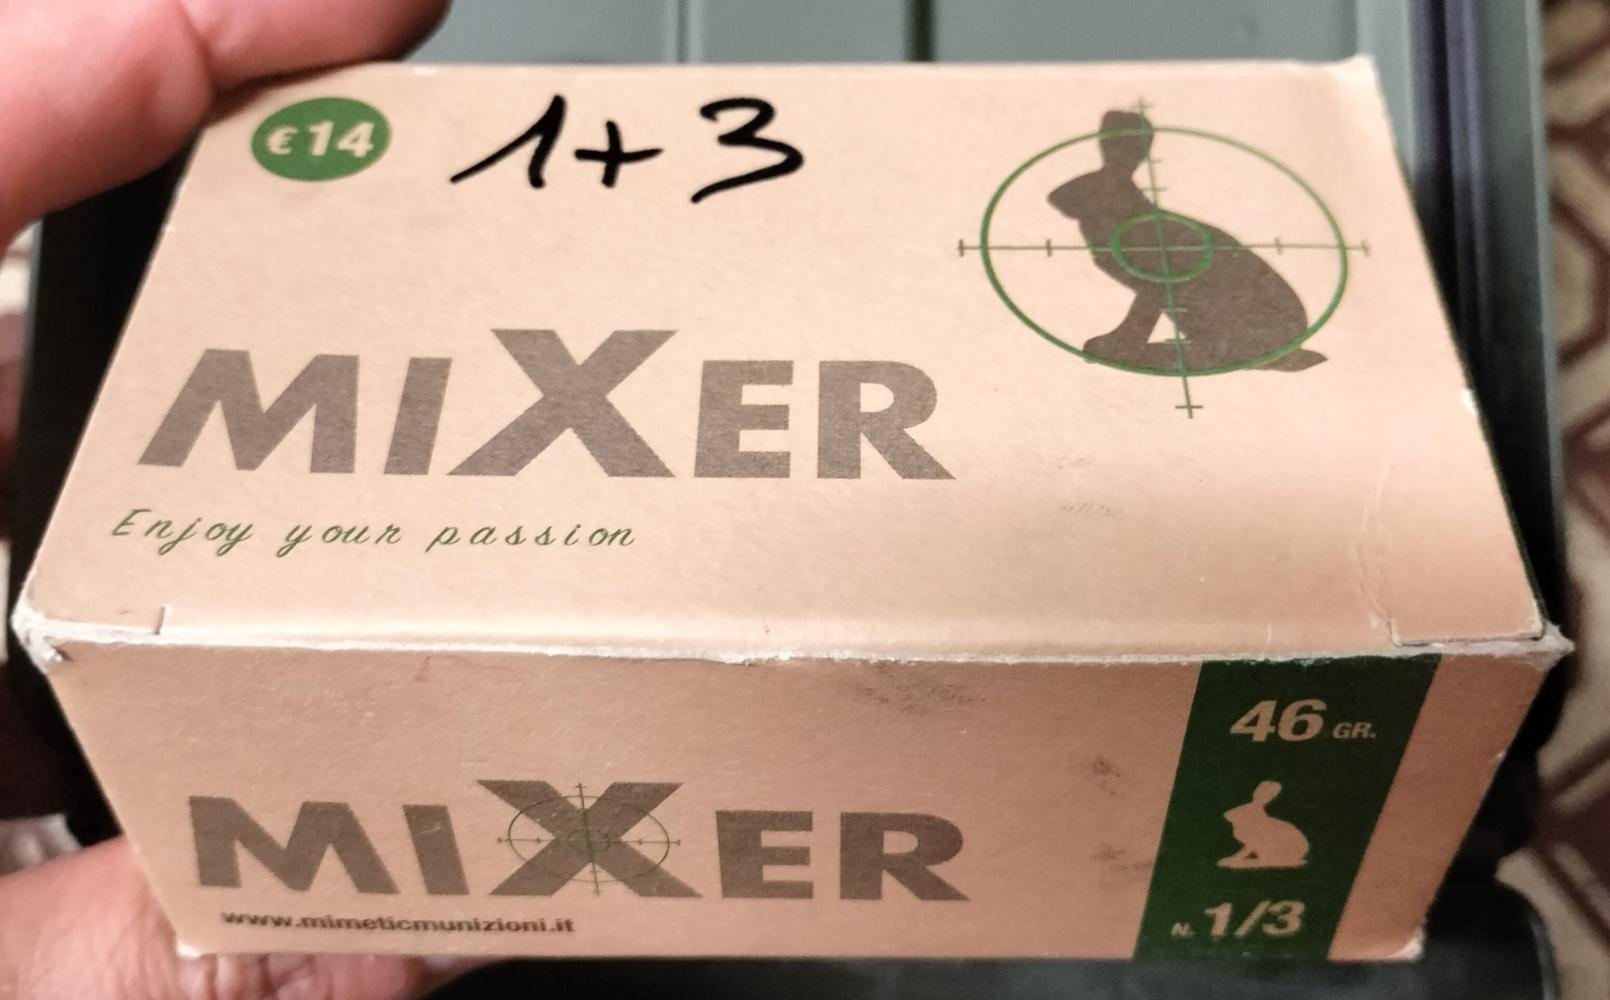 € 14
1+3
MIXER
Enjoy your passion
46 GR.
MIXER
www.mimeticmunizioni.it
N. 1/3